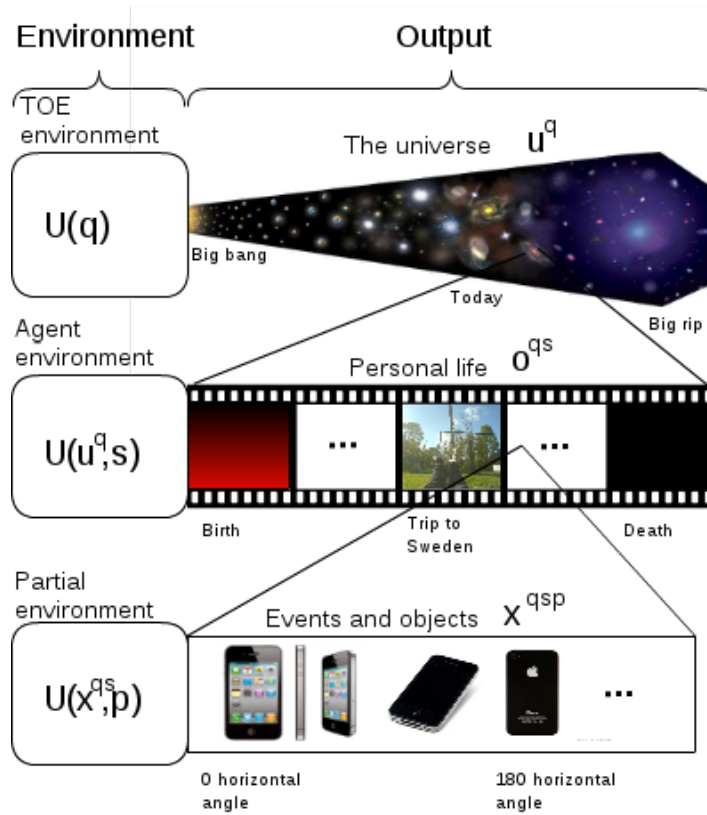 Environment
Output
TOE
environment
The universe u^q
U(q)
Big bang
Today
Big rip
Agent
environment
Personal life o^qs
U(u^q,s)
...
...
Birth
Trip to
Sweden
Death
Partial
environment
Events and objects x^qsp
U(x^qs,p)
...
0 horizontal
angle
180 horizontal
angle